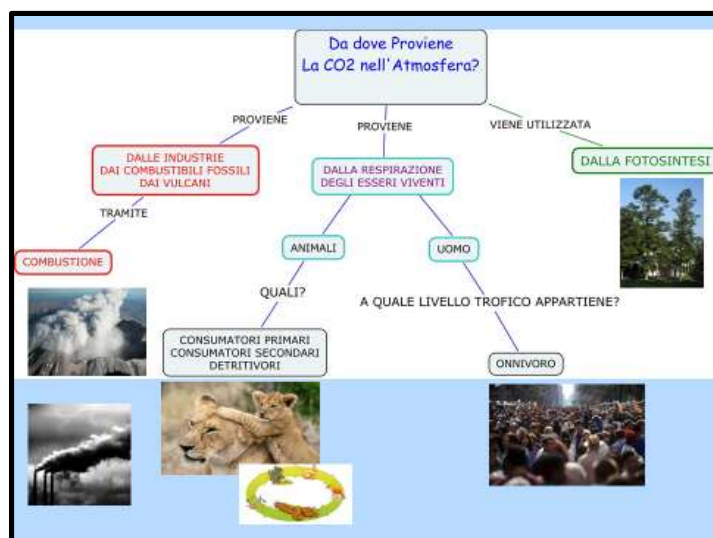 Da dove Proviene
La CO2 nell'Atmosfera?
PROVIENE
PROVIENE
VIENE UTILIZZATA
DALLE INDUSTRIE
DAI COMBUSTIBILI FOSSILI
DAI VULCANI
DALLA RESPIRAZIONE
DEGLI ESSERI VIVENTI
DALLA FOTOSINTESI
TRAMITE
COMBUSTIONE
ANIMALI
UOMO
QUALI?
A QUALE LIVELLO TROFICO APPARTIENE?
CONSUMATORI PRIMARI
CONSUMATORI SECONDARI
DETRITIVORI
ONNIVORO